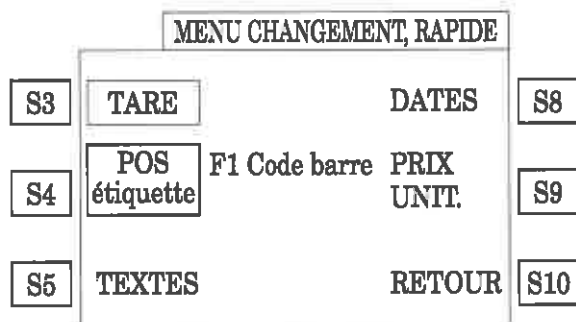 MENU CHANGEMENT, RAPIDE
S3 TARE DATES S8
POS F1 Code barre PRIX
S4 étiquette UNIT. S9
S5 TEXTES RETOUR S10